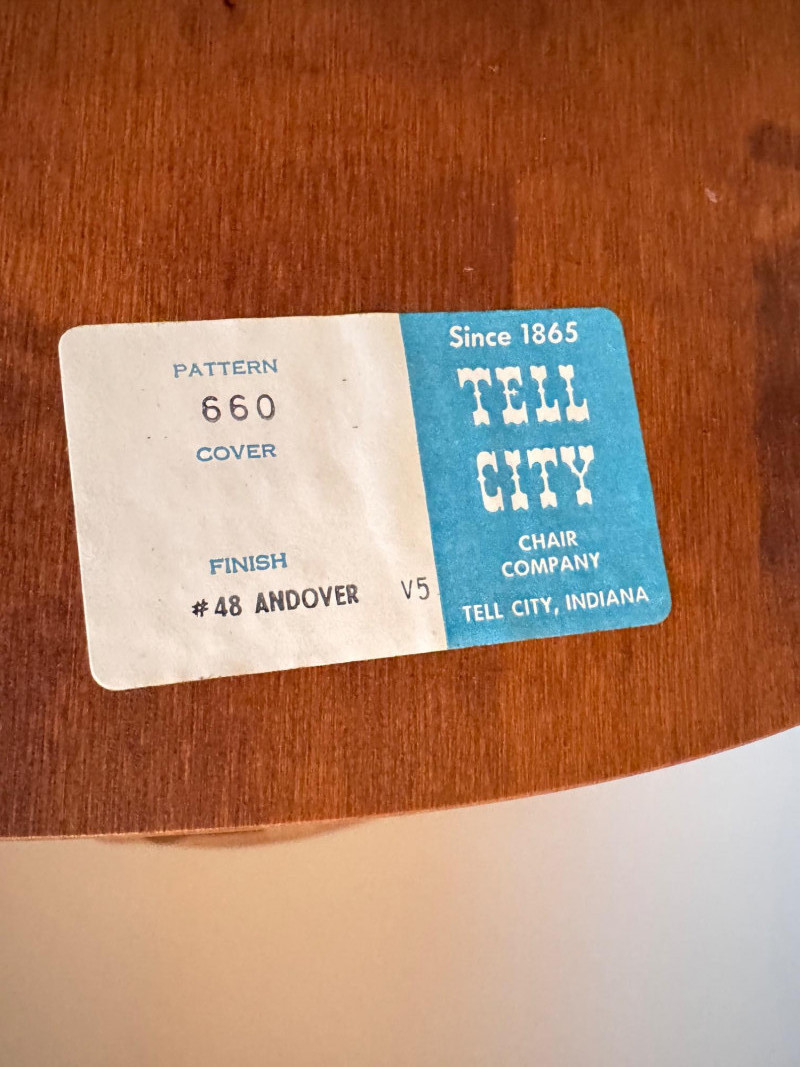 PATTERN
660
COVER
FINISH
#48 ANDOVER V5
Since 1865
TELL
CITY
CHAIR
COMPANY
TELL CITY, INDIANA